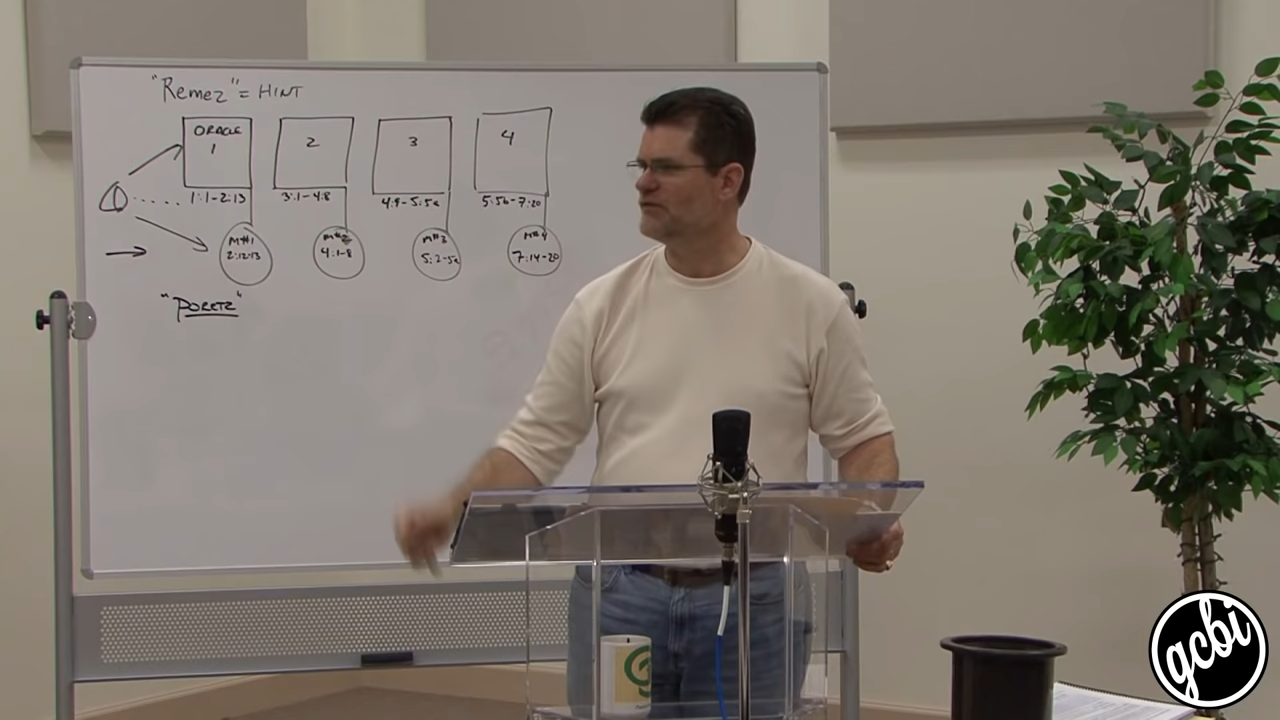 "Remez" = HINT
ORACLE 1
2
3
4
1:1-2:13
3:1-4:8
4:9-5:5a
5:5b-7:20
M#1
M#2
M#3
M#4
2:12-13
4:1-8
5:2-5a
7:14-20
"PORETZ"
gcbi